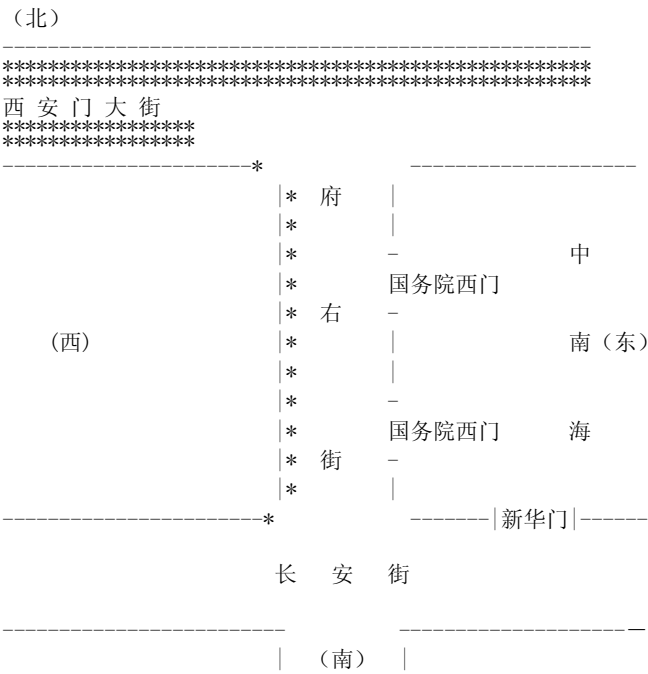 （北）
----------------------------------------------------
****************************************************
****************************************************
西 安 门 大 街
*****************
*****************
----------------------* --------------------
|* 府 |
|* |
|* - 中
|* 国务院西门
|* 右 -
(西) |* | 南（东）
|* |
|* -
|* 国务院西门 海
|* 街 -
|* |
-----------------------* -------|新华门|------
长 安 街
------------------------- --------------------－
| （南） |